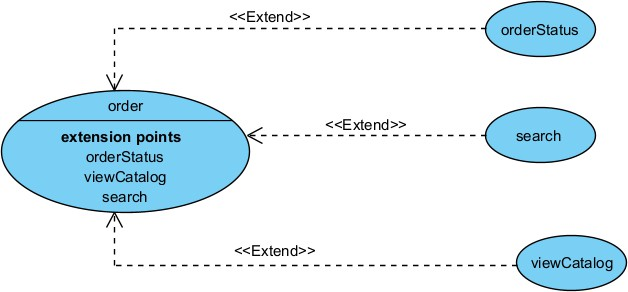 <<Extend>>
orderStatus
order
extension points
orderStatus
viewCatalog
search
<<Extend>>
search
<<Extend>>
viewCatalog